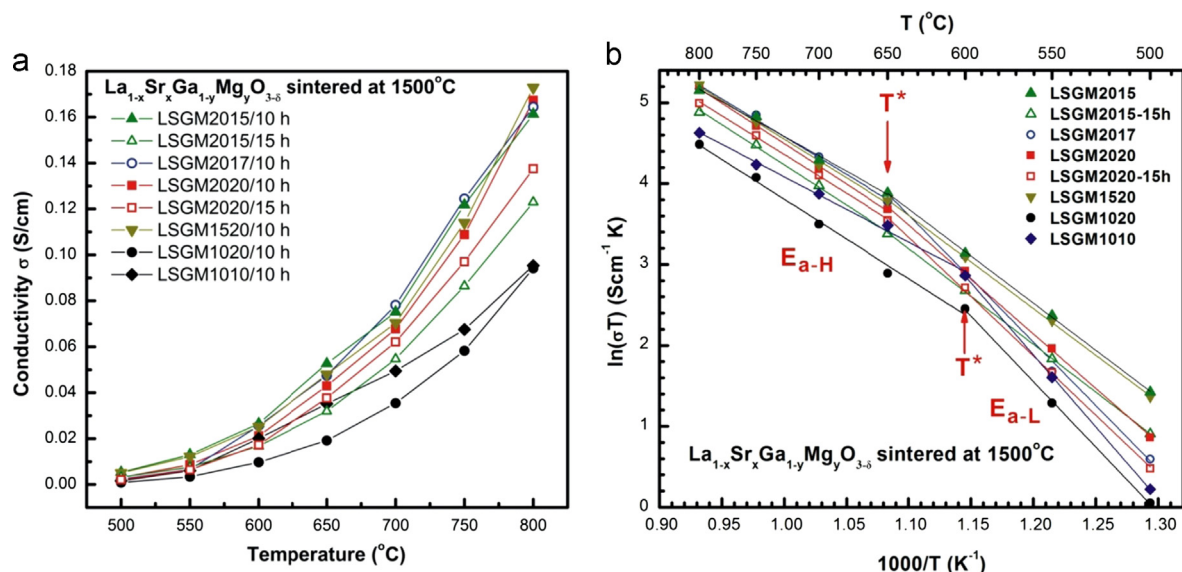 a
La₁₋ₓSrₓGa₁₋ᵧMgᵧO₃₋δ sintered at 1500°C
LSGM2015/10 h
LSGM2015/15 h
LSGM2017/10 h
LSGM2020/10 h
LSGM2020/15 h
LSGM1520/10 h
LSGM1020/10 h
LSGM1010/10 h
Conductivity σ (S/cm)
0.18
0.16
0.14
0.12
0.10
0.08
0.06
0.04
0.02
0.00
500 550 600 650 700 750 800
Temperature (°C)
b
T (°C)
800 750 700 650 600 550 500
LSGM2015
LSGM2015-15h
LSGM2017
LSGM2020
LSGM2020-15h
LSGM1520
LSGM1020
LSGM1010
T*
Eₐ₋H
T*
Eₐ₋L
La₁₋ₓSrₓGa₁₋ᵧMgᵧO₃₋δ sintered at 1500°C
ln(σT) (Scm⁻¹ K)
5
4
3
2
1
0
0.90 0.95 1.00 1.05 1.10 1.15 1.20 1.25 1.30
1000/T (K⁻¹)